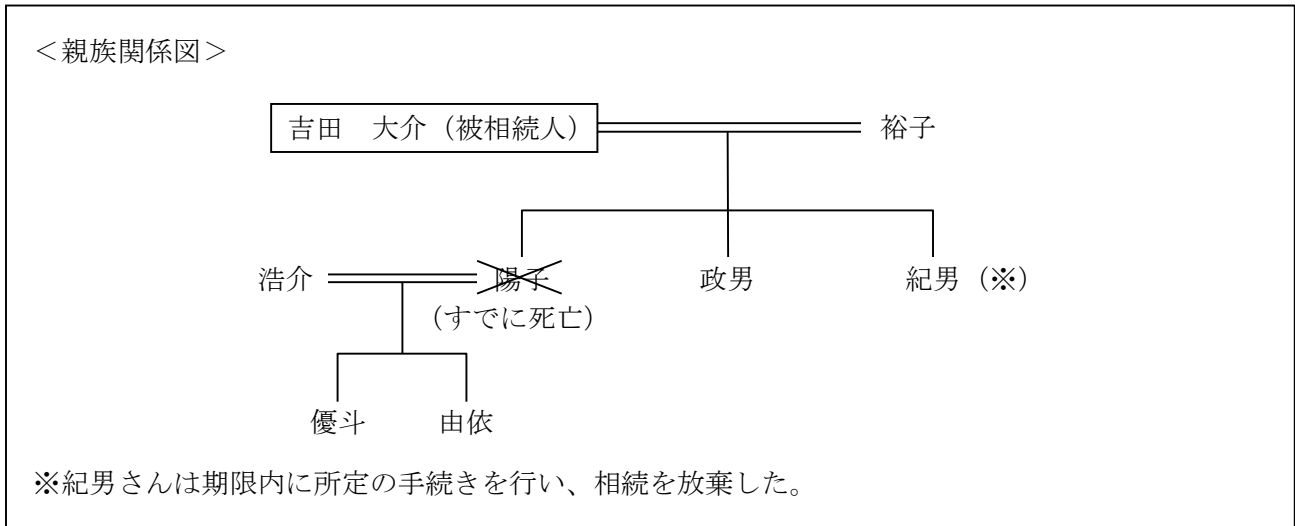 ＜親族関係図＞
吉田　大介（被相続人）　裕子
浩介　陽子　政男　紀男（※）
（すでに死亡）
優斗　由依
※紀男さんは期限内に所定の手続きを行い、相続を放棄した。